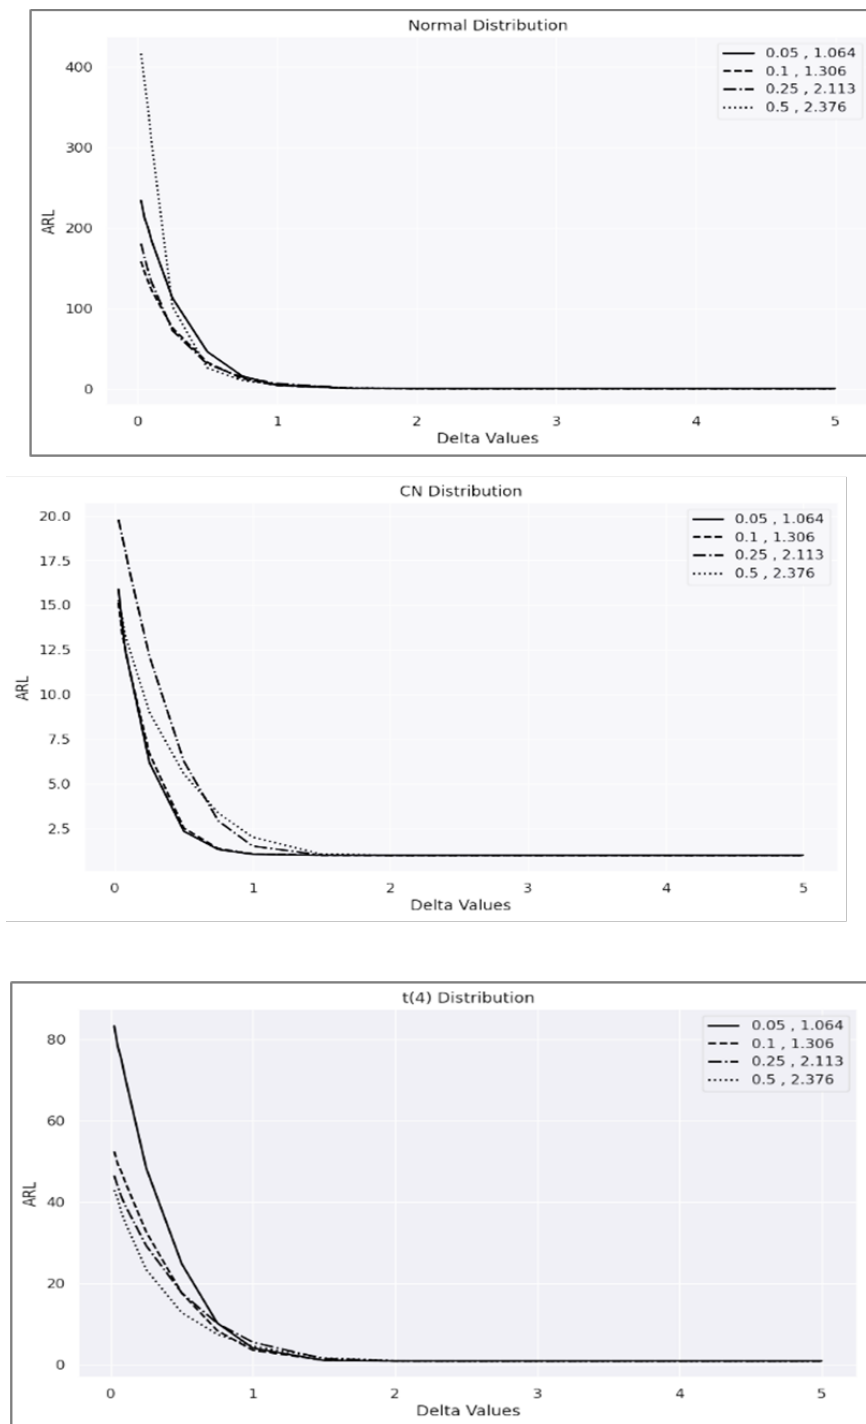 Normal Distribution
0.05 , 1.064
0.1 , 1.306
0.25 , 2.113
0.5 , 2.376
400
300
200
100
0
ARL
0 1 2 3 4 5
Delta Values
CN Distribution
0.05 , 1.064
0.1 , 1.306
0.25 , 2.113
0.5 , 2.376
20.0
17.5
15.0
12.5
10.0
7.5
5.0
2.5
ARL
0 1 2 3 4 5
Delta Values
t(4) Distribution
0.05 , 1.064
0.1 , 1.306
0.25 , 2.113
0.5 , 2.376
80
60
40
20
0
ARL
0 1 2 3 4 5
Delta Values